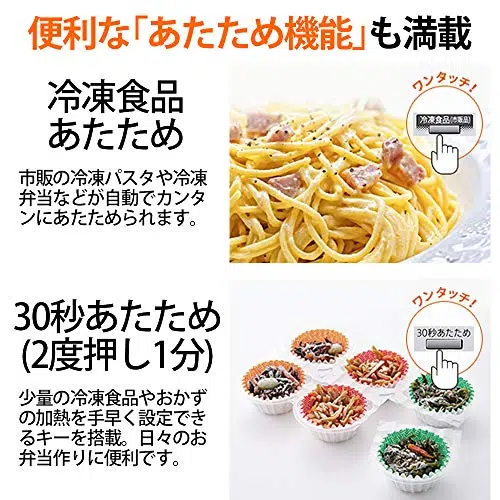 便利な「あたため機能」も満載
冷凍食品
あたため
市販の冷凍パスタや冷凍
弁当などが自動でカンタ
ンにあたためられます。
ワンタッチ!
冷凍食品(市販品)
30秒あたため
(2度押し1分)
少量の冷凍食品やおかず
の加熱を手早く設定でき
るキーを搭載。日々のお
弁当作りに便利です。
ワンタッチ!
30秒あたため